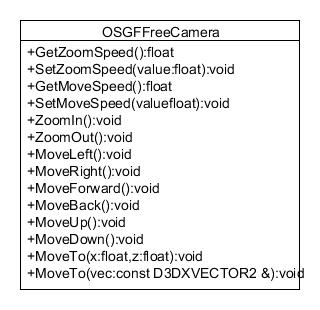 OSGFFreeCamera
+GetZoomSpeed():float
+SetZoomSpeed(value:float):void
+GetMoveSpeed():float
+SetMoveSpeed(valuefloat):void
+ZoomIn():void
+ZoomOut():void
+MoveLeft():void
+MoveRight():void
+MoveForward():void
+MoveBack():void
+MoveUp():void
+MoveDown():void
+MoveTo(x:float,z:float):void
+MoveTo(vec:const D3DXVECTOR2 &):void